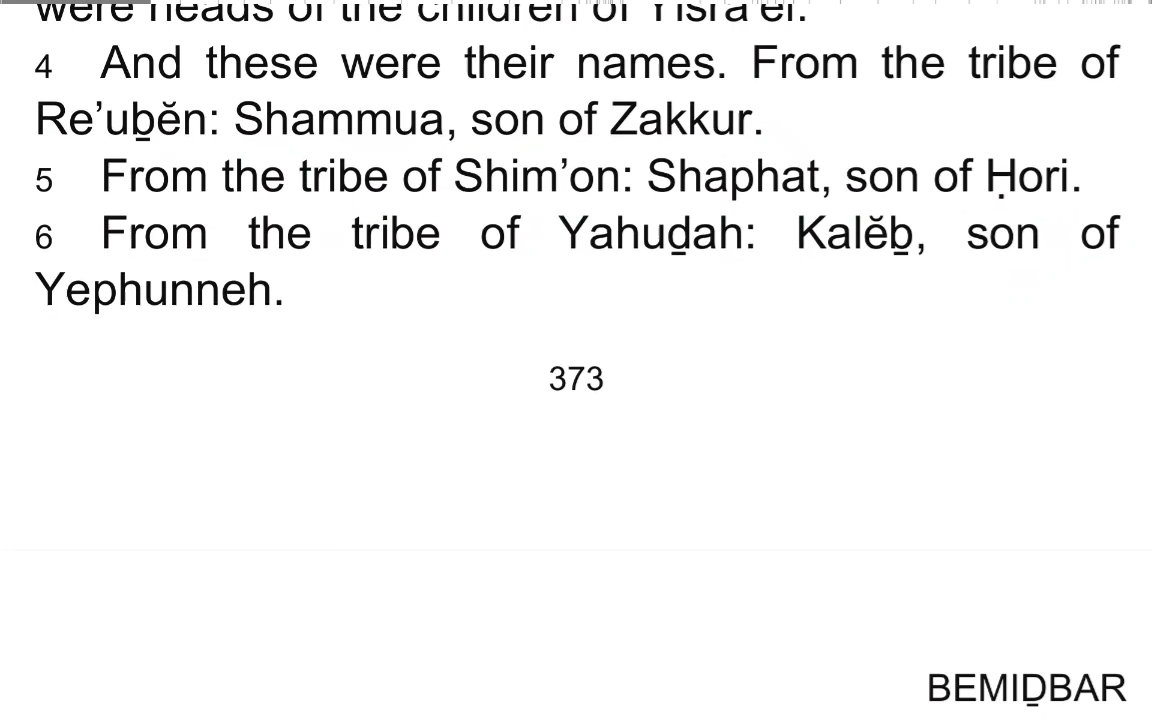 were heads of the children of Yisra'ĕl.
4 And these were their names. From the tribe of
Re’uḇĕn: Shammua, son of Zakkur.
5 From the tribe of Shim’on: Shaphat, son of Ḥori.
6 From the tribe of Yahuḏah: Kalĕḇ, son of
Yephunneh.
373
BEMIḎBAR